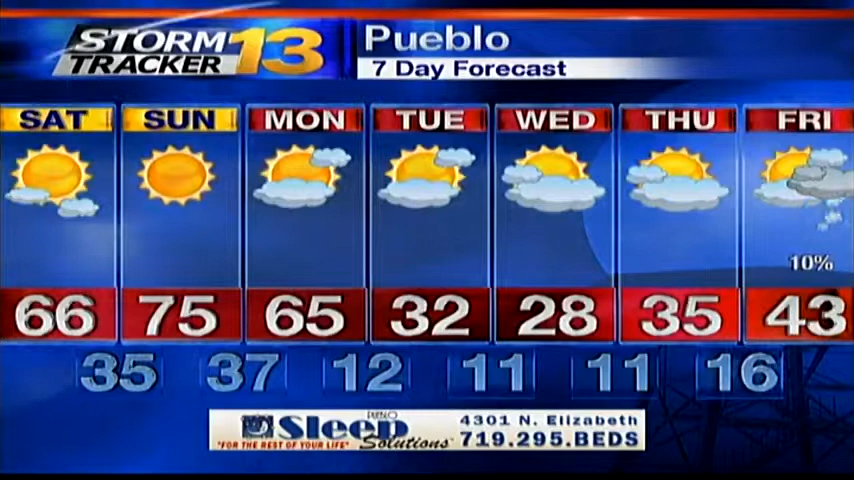 STORM
TRACKER 13
Pueblo
7 Day Forecast
SAT SUN MON TUE WED THU FRI
10%
66 75 65 32 28 35 43
35 37 12 11 11 16
PUEBLO
Sleep
Solutions
"FOR THE REST OF YOUR LIFE"
4301 N. Elizabeth
719.295.BEDS